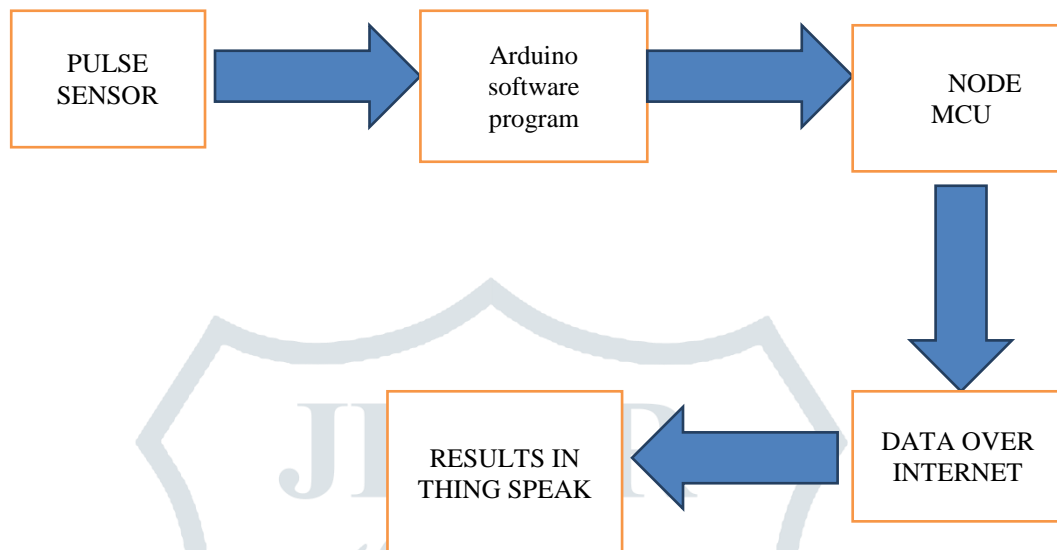 PULSE
SENSOR
Arduino
software
program
NODE
MCU
DATA OVER
INTERNET
RESULTS IN
THING SPEAK